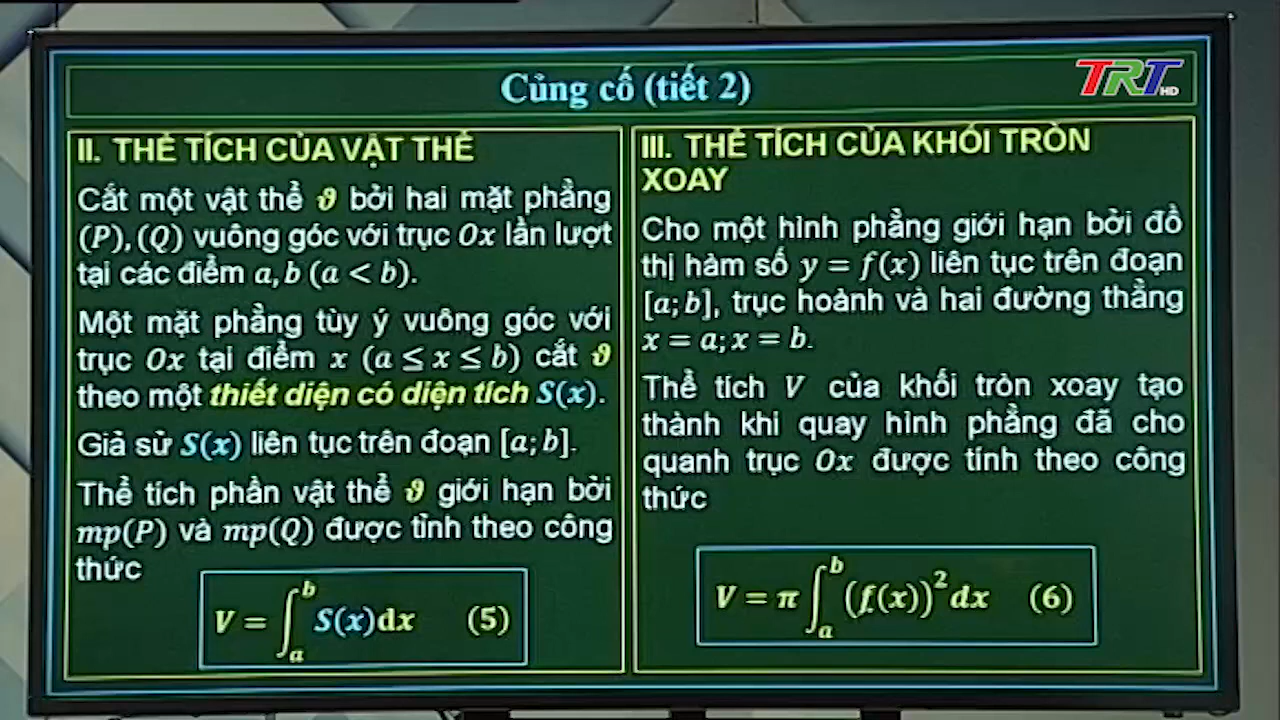 Củng cố (tiết 2)
TRT HD
II. THỂ TÍCH CỦA VẬT THỂ
Cắt một vật thể ϑ bởi hai mặt phẳng
(P), (Q) vuông góc với trục Ox lần lượt
tại các điểm a, b (a < b).
Một mặt phẳng tùy ý vuông góc với
trục Ox tại điểm x (a ≤ x ≤ b) cắt ϑ
theo một thiết diện có diện tích S(x).
Giả sử S(x) liên tục trên đoạn [a; b].
Thể tích phần vật thể ϑ giới hạn bởi
mp(P) và mp(Q) được tính theo công
thức
V = ∫_a^b S(x)dx (5)
III. THỂ TÍCH CỦA KHỐI TRÒN
XOAY
Cho một hình phẳng giới hạn bởi đồ
thị hàm số y = f(x) liên tục trên đoạn
[a; b], trục hoành và hai đường thẳng
x = a; x = b.
Thể tích V của khối tròn xoay tạo
thành khi quay hình phẳng đã cho
quanh trục Ox được tính theo công
thức
V = π ∫_a^b (f(x))² dx (6)